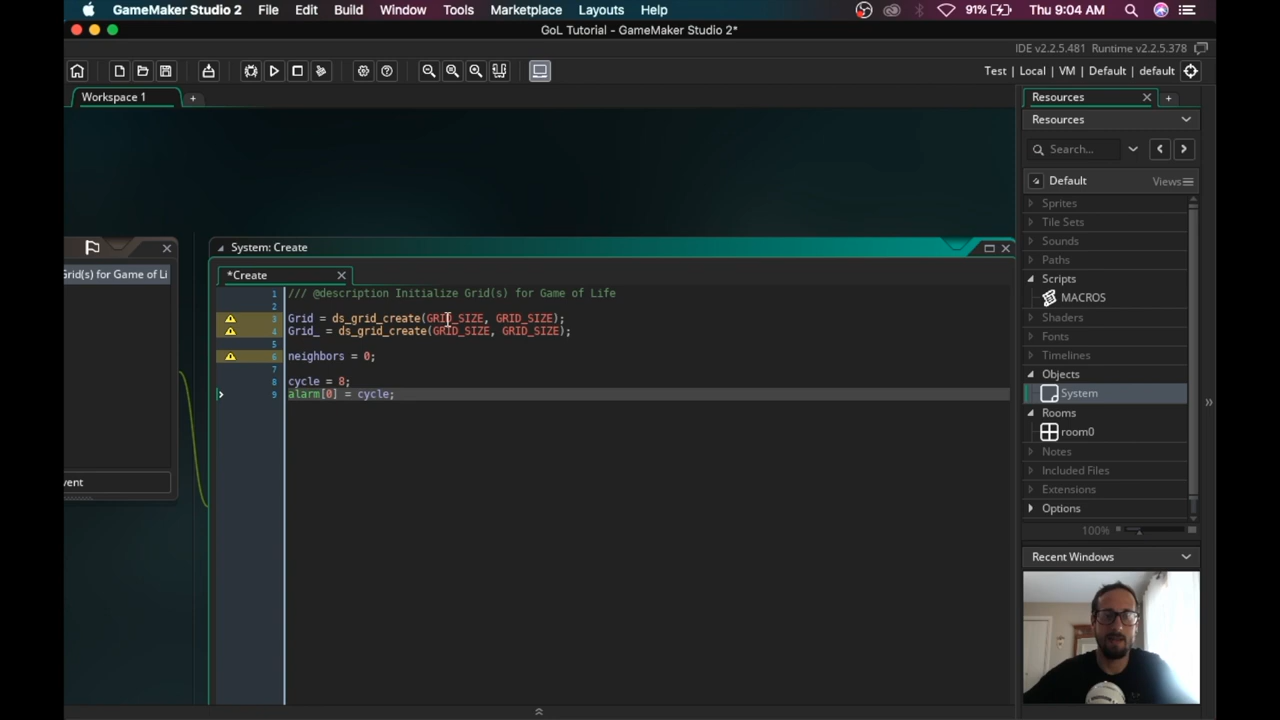 GameMaker Studio 2 File Edit Build Window Tools Marketplace Layouts Help 91% Thu 9:04 AM
GoL Tutorial - GameMaker Studio 2*
IDE v2.2.5.481 Runtime v2.2.5.378
Test | Local | VM | Default | default
Workspace 1 +
System: Create
Grid(s) for Game of Li
*Create
1 /// @description Initialize Grid(s) for Game of Life
2
3 Grid = ds_grid_create(GRID_SIZE, GRID_SIZE);
4 Grid_ = ds_grid_create(GRID_SIZE, GRID_SIZE);
5
6 neighbors = 0;
7
8 cycle = 8;
9 alarm[0] = cycle;
vent
Resources +
Resources
Search...
Default Views
Sprites
Tile Sets
Sounds
Paths
Scripts
MACROS
Shaders
Fonts
Timelines
Objects
System
Rooms
room0
Notes
Included Files
Extensions
Options
100%
Recent Windows